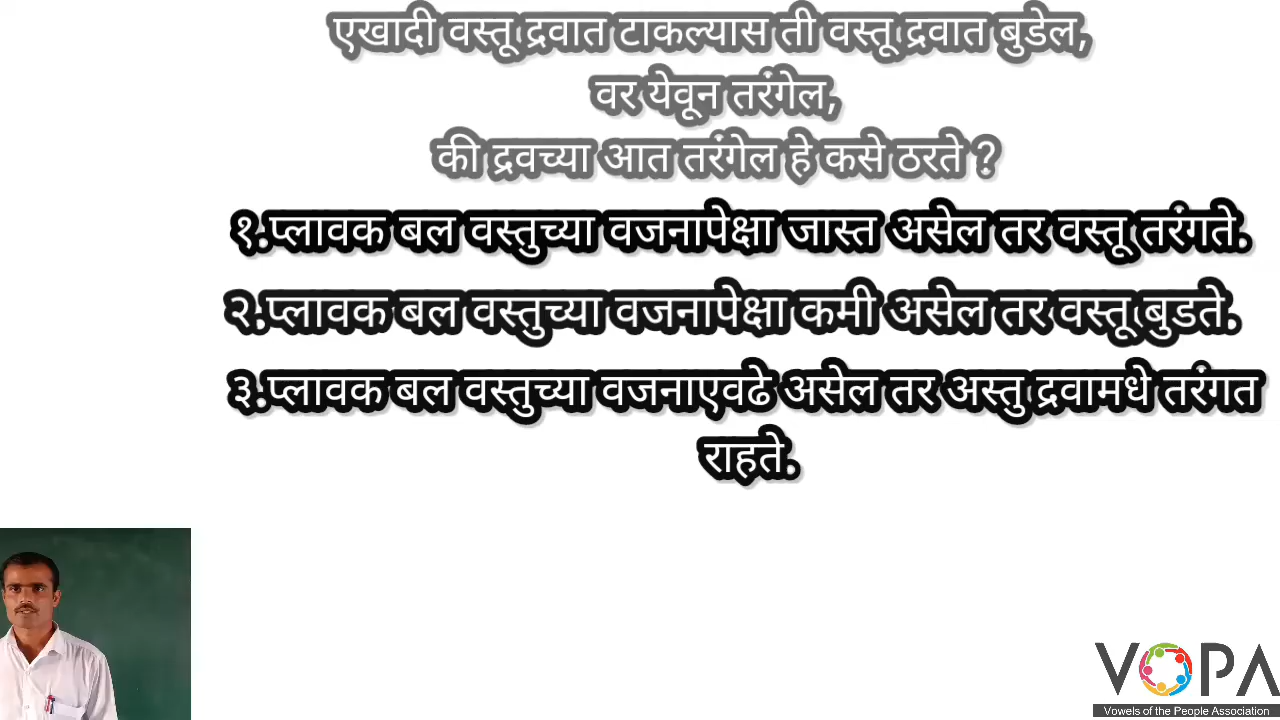 एखादी वस्तू द्रवात टाकल्यास ती वस्तू द्रवात बुडेल,
वर येवून तरंगेल,
की द्रवच्या आत तरंगेल हे कसे ठरते ?
१.प्लावक बल वस्तुच्या वजनापेक्षा जास्त असेल तर वस्तू तरंगते.
२.प्लावक बल वस्तुच्या वजनापेक्षा कमी असेल तर वस्तू बुडते.
३.प्लावक बल वस्तुच्या वजनाएवढे असेल तर अस्तु द्रवामधे तरंगत
राहते.
VOPA
Vowels of the People Association